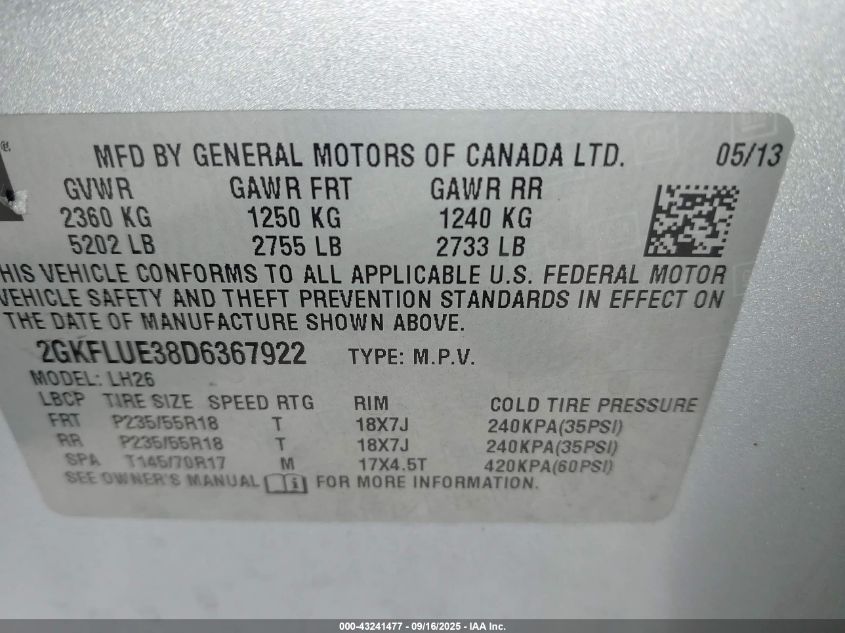 ®
MFD BY GENERAL MOTORS OF CANADA LTD. 05/13
GVWR GAWR FRT GAWR RR
2360 KG 1250 KG 1240 KG
5202 LB 2755 LB 2733 LB
HIS VEHICLE CONFORMS TO ALL APPLICABLE U.S. FEDERAL MOTOR
VEHICLE SAFETY AND THEFT PREVENTION STANDARDS IN EFFECT ON
THE DATE OF MANUFACTURE SHOWN ABOVE.
2GKFLUE38D6367922 TYPE: M.P.V.
MODEL: LH26
LBCP TIRE SIZE SPEED RTG RIM COLD TIRE PRESSURE
FRT P235/55R18 T 18X7J 240KPA(35PSI)
RR P235/55R18 T 18X7J 240KPA(35PSI)
SPA T145/70R17 M 17X4.5T 420KPA(60PSI)
SEE OWNER'S MANUAL i FOR MORE INFORMATION.
000-43241477 - 09/16/2025 - IAA Inc.